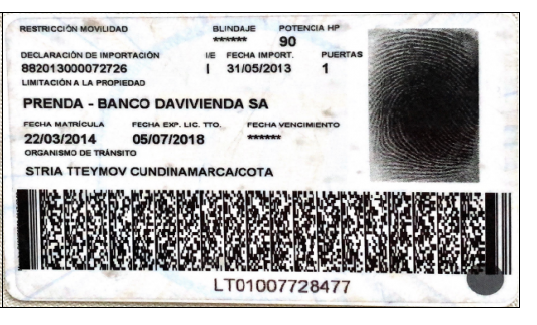 RESTRICCIÓN MOVILIDAD BLINDAJE POTENCIA HP
****** 90
DECLARACIÓN DE IMPORTACIÓN I/E FECHA IMPORT. PUERTAS
882013000072726 I 31/05/2013 1
LIMITACIÓN A LA PROPIEDAD
PRENDA - BANCO DAVIVIENDA SA
FECHA MATRÍCULA FECHA EXP. LIC. TTO. FECHA VENCIMIENTO
22/03/2014 05/07/2018 ******
ORGANISMO DE TRÁNSITO
STRIA TTEYMOV CUNDINAMARCA/COTA
LT01007728477